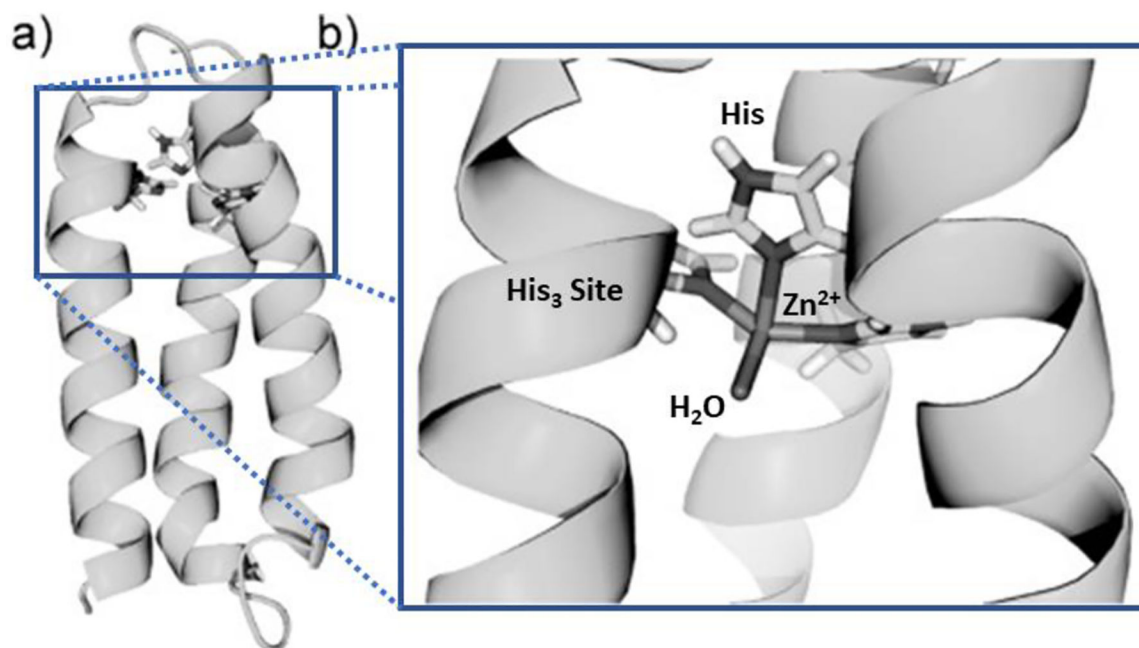 a)
b)
His
His₃ Site
Zn²⁺
H₂O